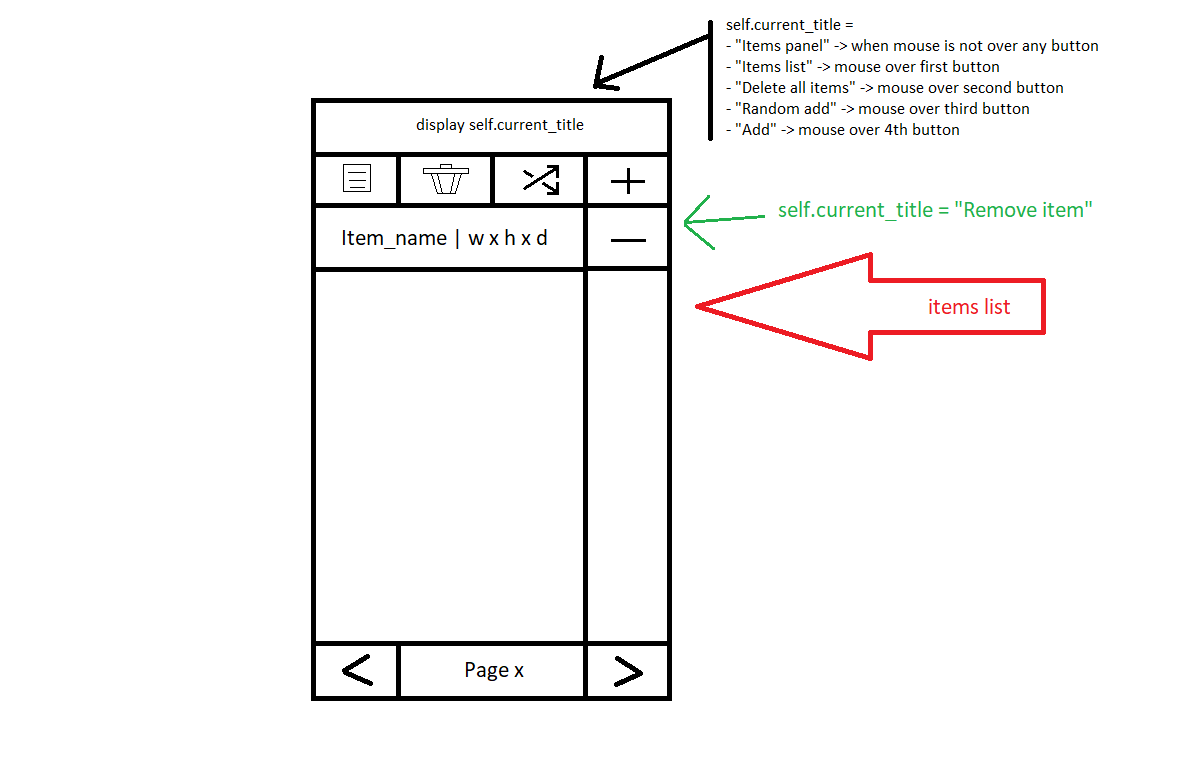 self.current_title =
- "Items panel" -> when mouse is not over any button
- "Items list" -> mouse over first button
- "Delete all items" -> mouse over second button
- "Random add" -> mouse over third button
- "Add" -> mouse over 4th button
display self.current_title
self.current_title = "Remove item"
Item_name | w x h x d
items list
Page x